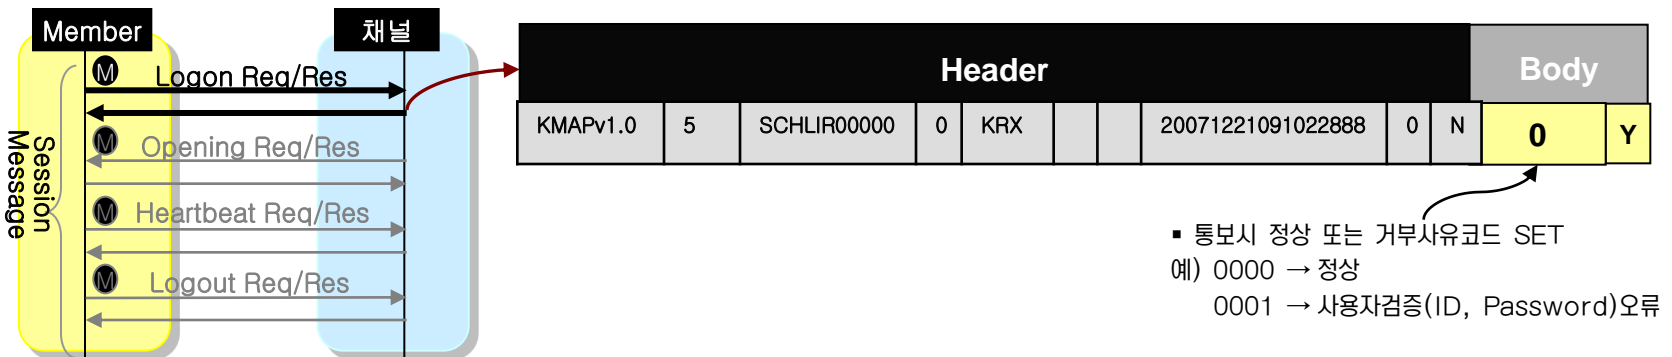 Member
채널
M
Logon Req/Res
M
Opening Req/Res
M
Heartbeat Req/Res
M
Logout Req/Res
Sesssion
Message
Header
Body
KMAPv1.0 5 SCHLIR00000 0 KRX 20071221091022888 0 N 0 Y
▪ 통보시 정상 또는 거부사유코드 SET
예) 0000 → 정상
0001 → 사용자검증(ID, Password)오류